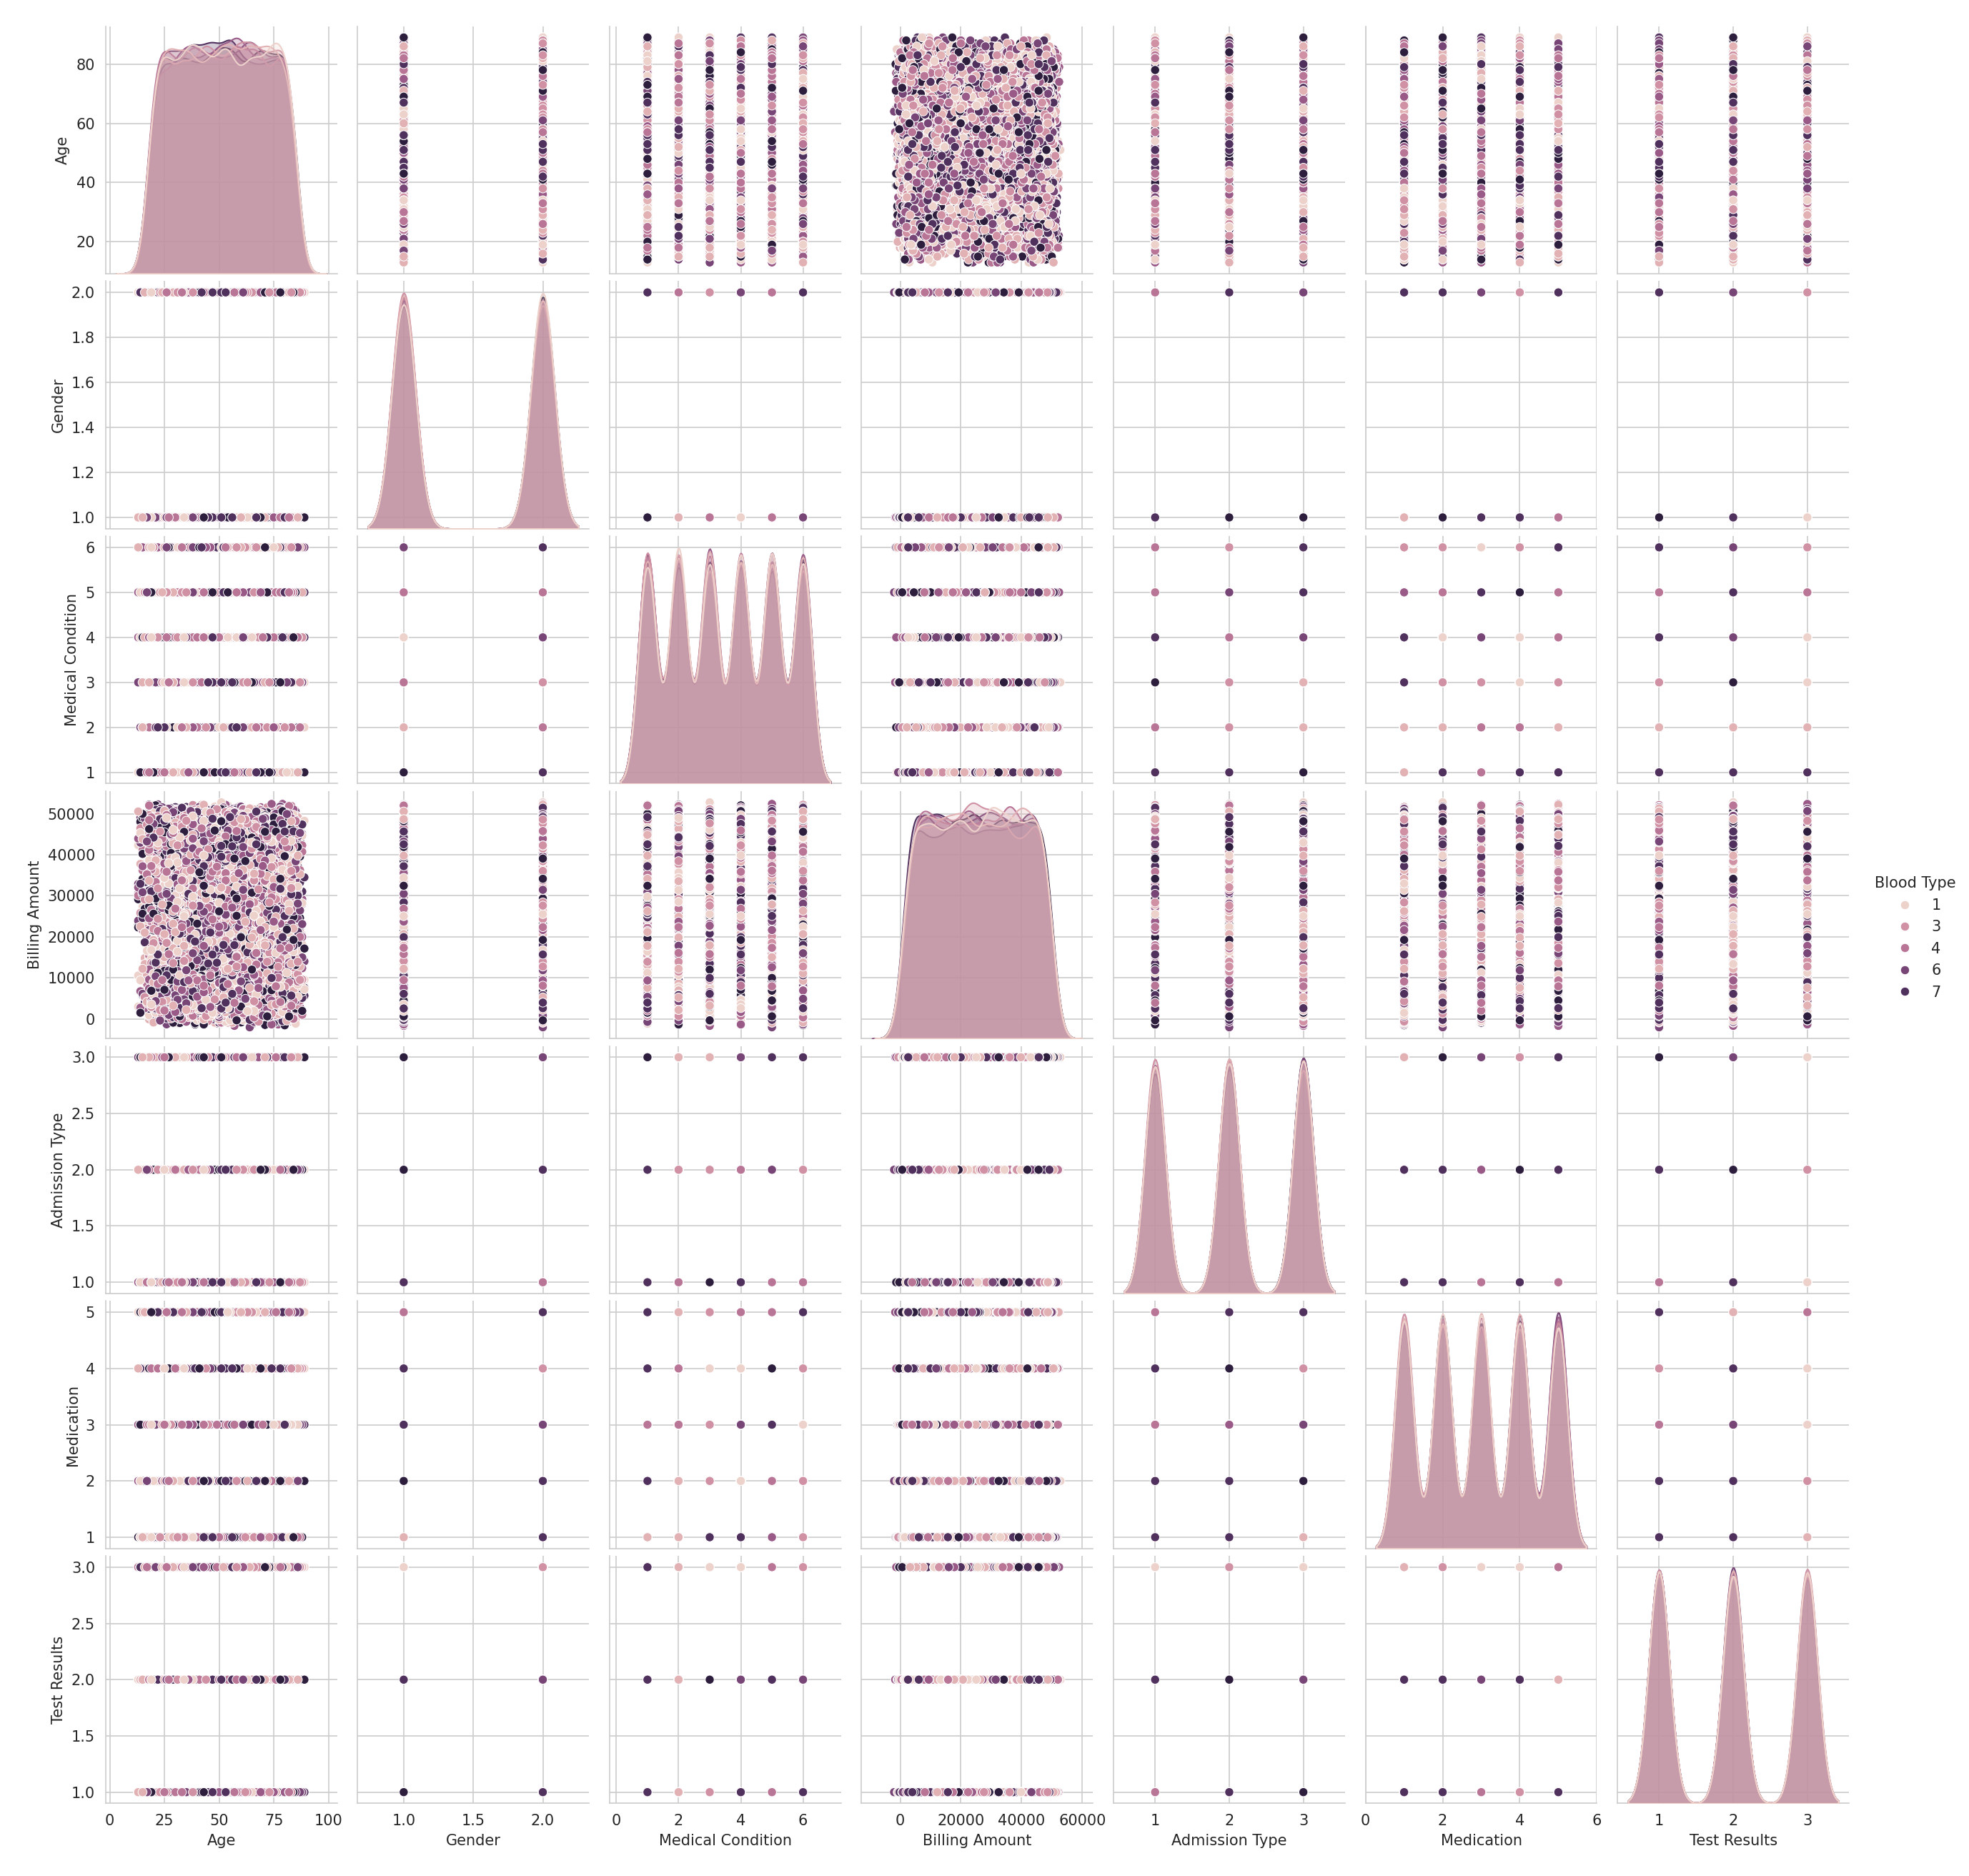 80
60
40
20
Age
2.0
1.8
1.6
1.4
1.2
1.0
Gender
6
5
4
3
2
1
Medical Condition
50000
40000
30000
20000
10000
0
Billing Amount
Blood Type
1
3
4
6
7
3.0
2.5
2.0
1.5
1.0
Admission Type
5
4
3
2
1
Medication
3.0
2.5
2.0
1.5
1.0
Test Results
0 25 50 75 100
Age
1.0 1.5 2.0
Gender
0 2 4 6
Medical Condition
0 20000 40000 60000
Billing Amount
1 2 3
Admission Type
0 2 4 6
Medication
1 2 3
Test Results